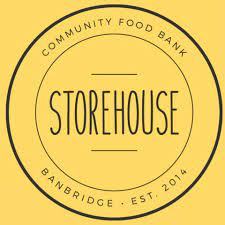 COMMUNITY FOOD BANK
STOREHOUSE
BANBRIDGE • EST. 2014